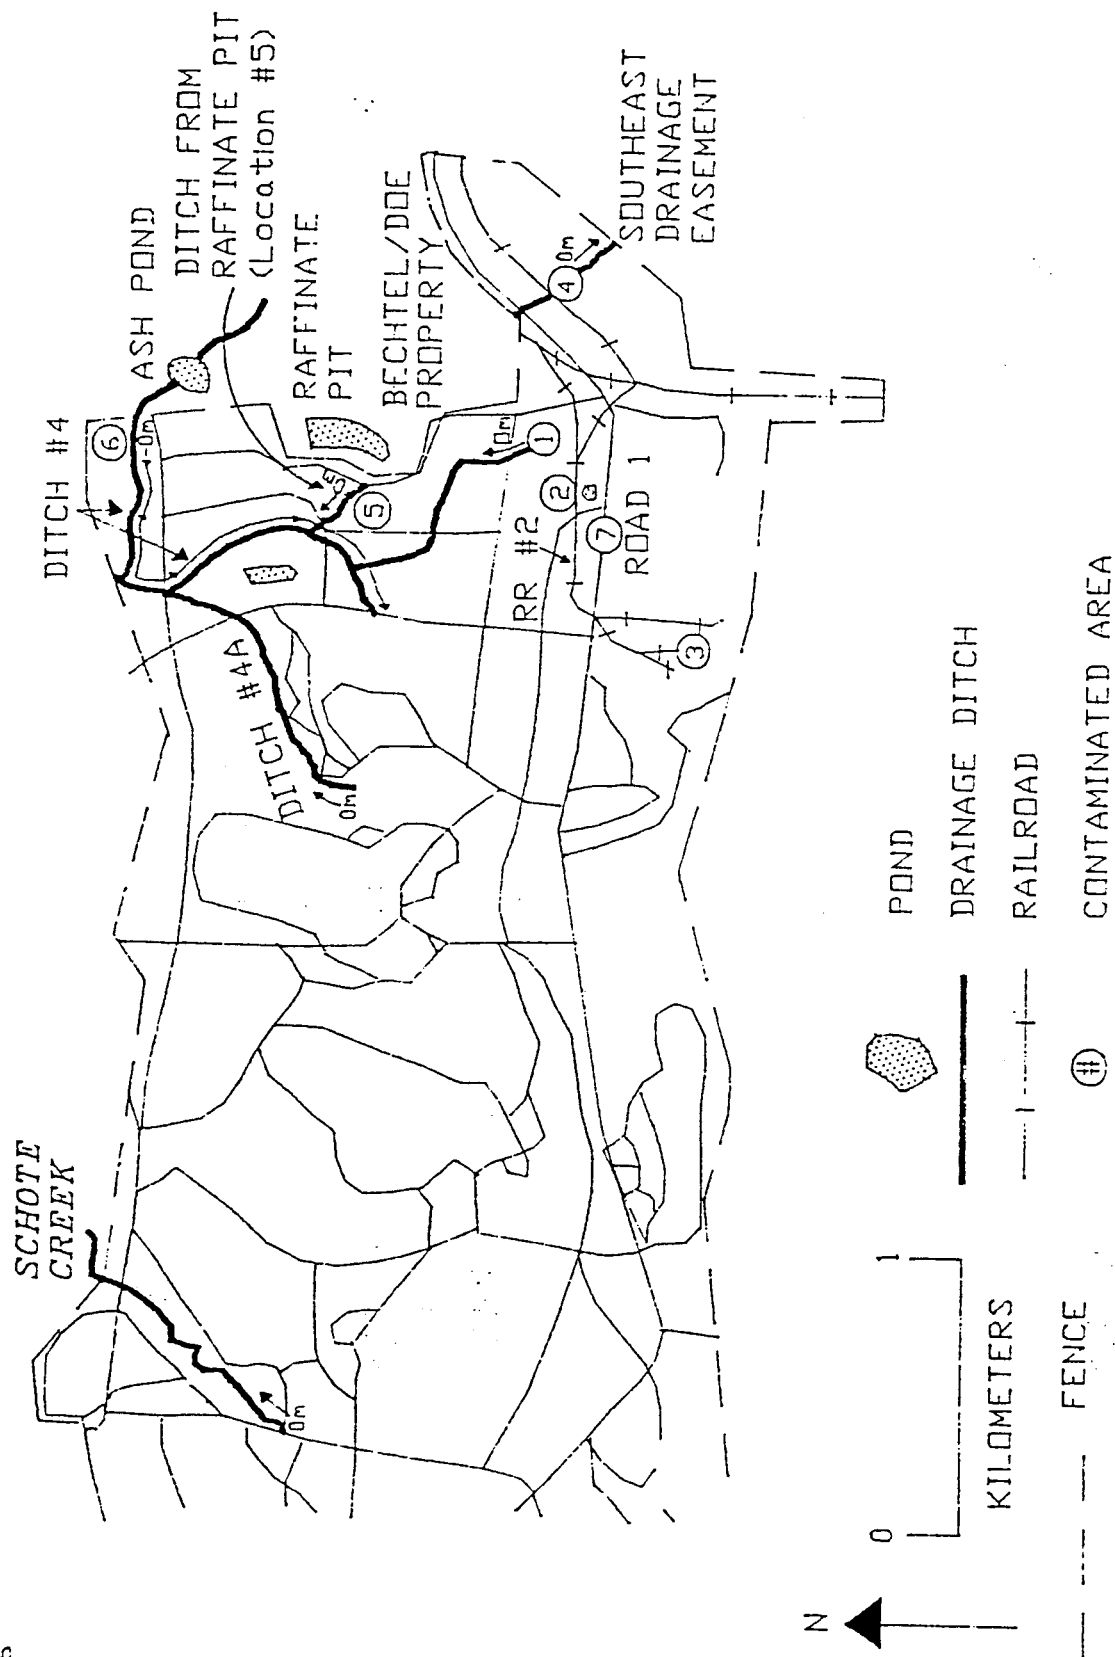 SCHOTE
CREEK
DITCH #4
ASH POND
DITCH FROM
RAFFINATE PIT
(Location #5)
RAFFINATE
PIT
BECHTEL/DOE
PROPERTY
SOUTHEAST
DRAINAGE
EASEMENT
DITCH #4A
RR #2
ROAD 1
0m
0m
0m
0m
0m
0m
1
2
3
4
5
6
7
N
0
1
KILOMETERS
FENCE
POND
DRAINAGE DITCH
RAILROAD
#
CONTAMINATED AREA